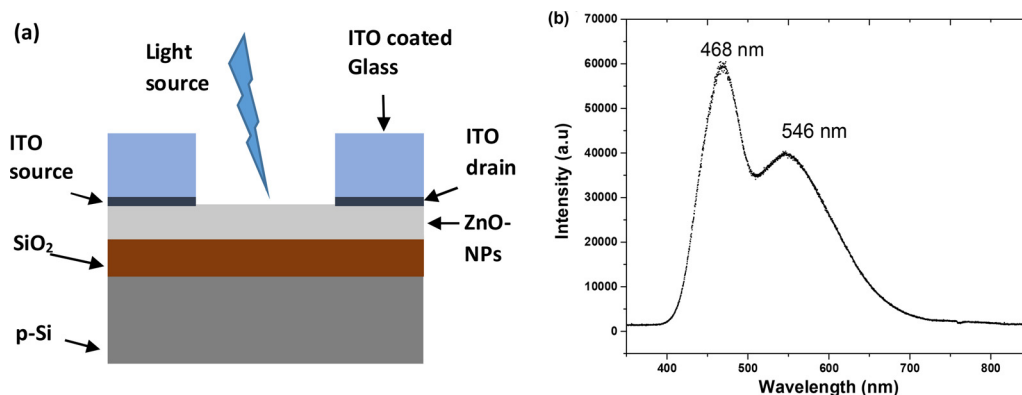 (a)
Light
source
ITO coated
Glass
ITO
source
ITO
drain
ZnO-
NPs
SiO₂
p-Si
(b)
70000
60000
50000
40000
30000
20000
10000
0
Intensity (a.u)
468 nm
546 nm
400
500
600
700
800
Wavelength (nm)